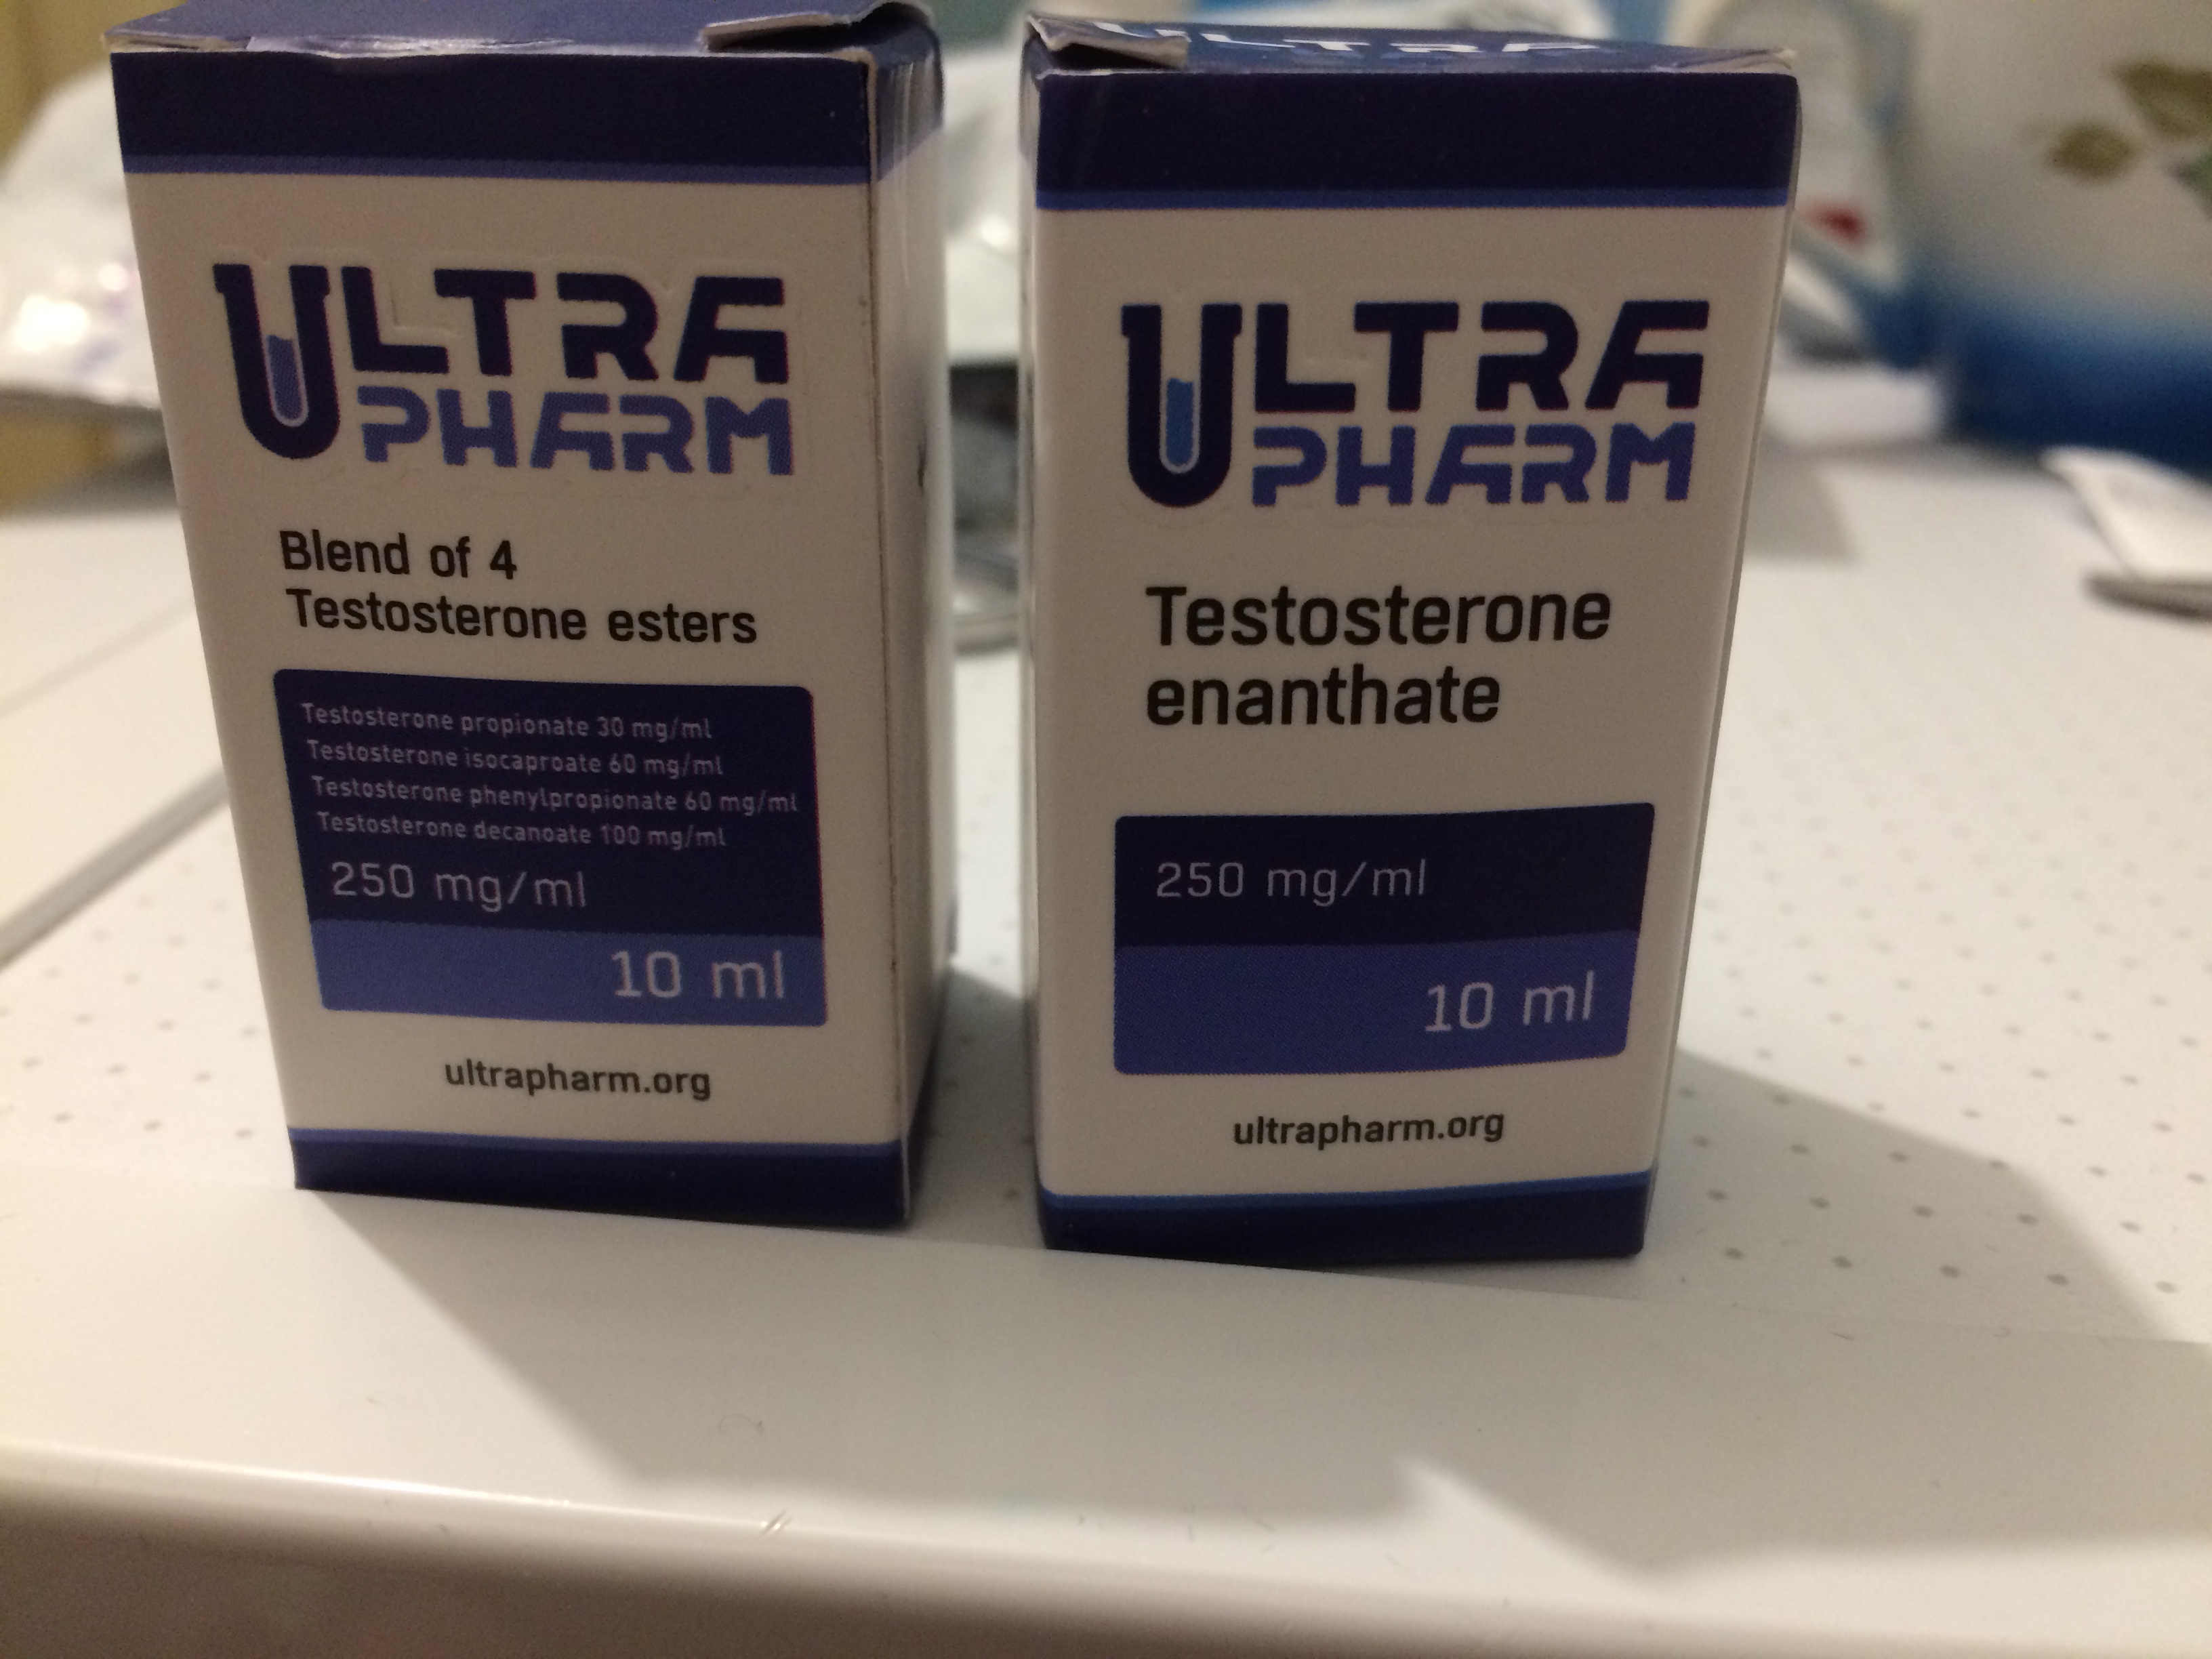 ULTRA
PHARM
Blend of 4
Testosterone esters
Testosterone propionate 30 mg/ml
Testosterone isocaproate 60 mg/ml
Testosterone phenylpropionate 60 mg/ml
Testosterone decanoate 100 mg/ml
250 mg/ml
10 ml
ultrapharm.org
ULTRA
ULTRA
PHARM
Testosterone
enanthate
250 mg/ml
10 ml
ultrapharm.org